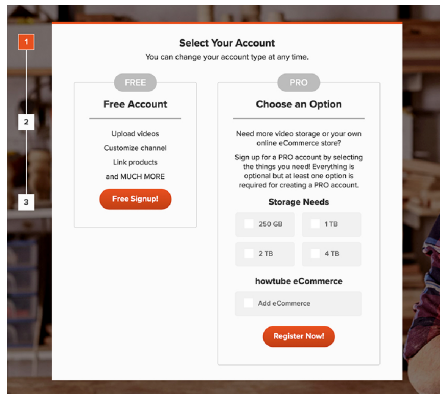 1
Select Your Account
You can change your account type at any time.
FREE
Free Account
Upload videos
Customize channel
Link products
and MUCH MORE
Free Signup!
PRO
Choose an Option
Need more video storage or your own
online eCommerce store?
Sign up for a PRO account by selecting
the things you need! Everything is
optional but at least one option is
required for creating a PRO account.
Storage Needs
250 GB
1 TB
2 TB
4 TB
howtube eCommerce
Add eCommerce
Register Now!
2
3